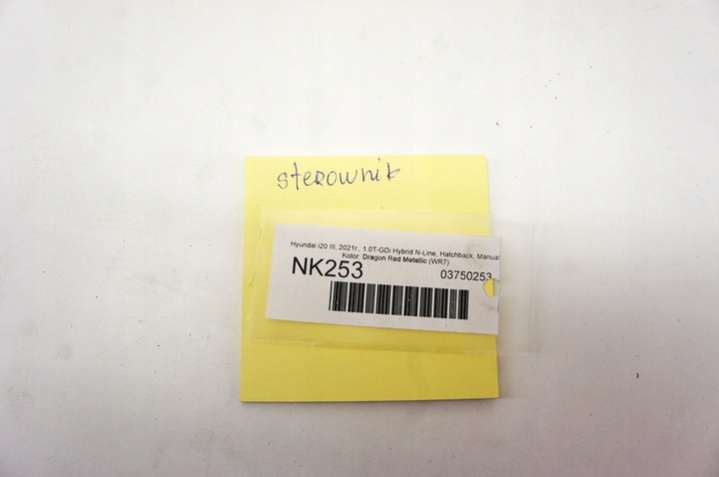 sterownik
Hyundai i20 III, 2021r., 1.0T-GDi Hybrid N-Line, Hatchback, Manual
Kolor: Dragon Red Metallic (WR7)
NK253 03750253